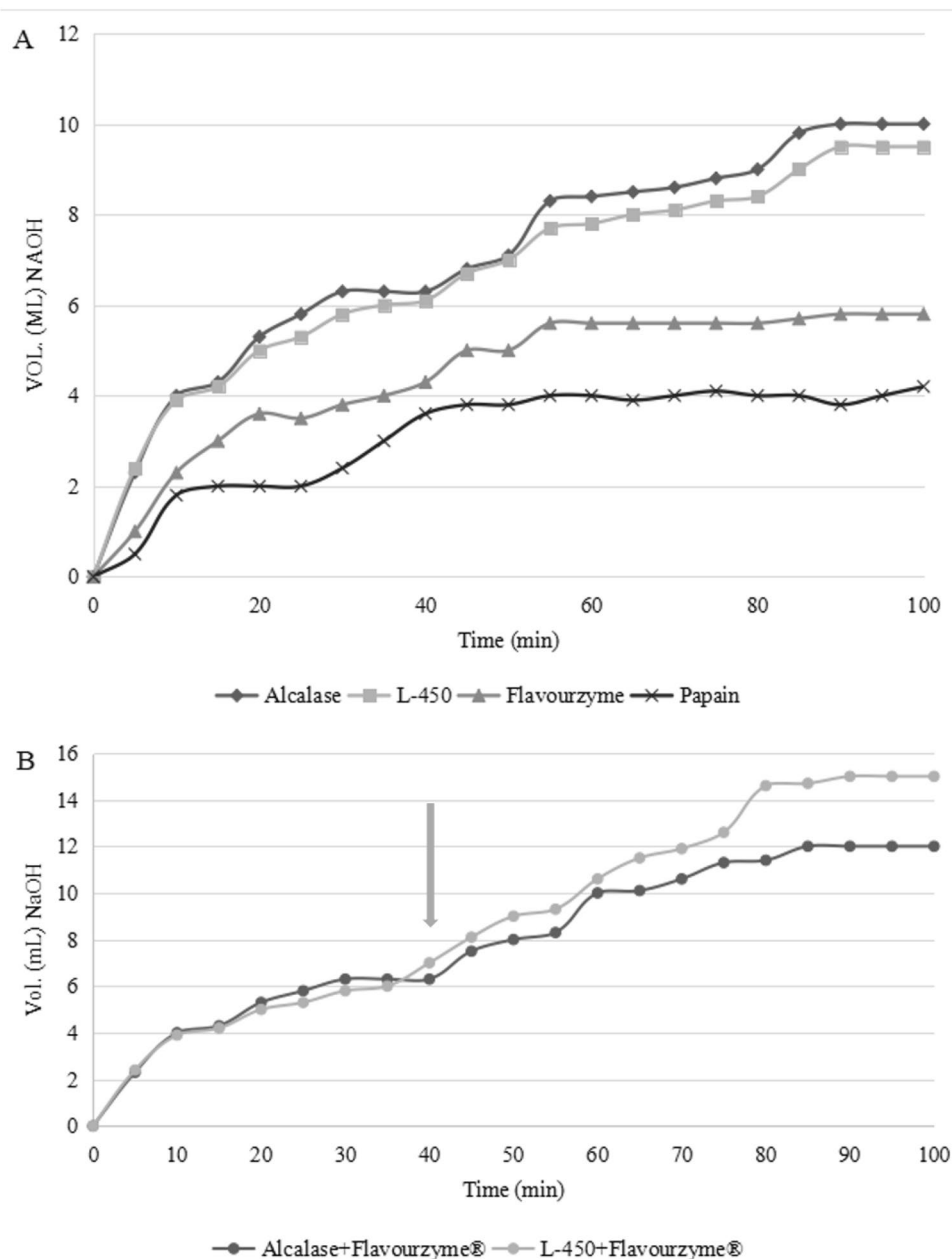 A
12
10
8
6
4
2
0
VOL. (ML) NAOH
0 20 40 60 80 100
Time (min)
Alcalase L-450 Flavourzyme Papain
B
16
14
12
10
8
6
4
2
0
Vol. (mL) NaOH
0 10 20 30 40 50 60 70 80 90 100
Time (min)
Alcalase+Flavourzyme® L-450+Flavourzyme®